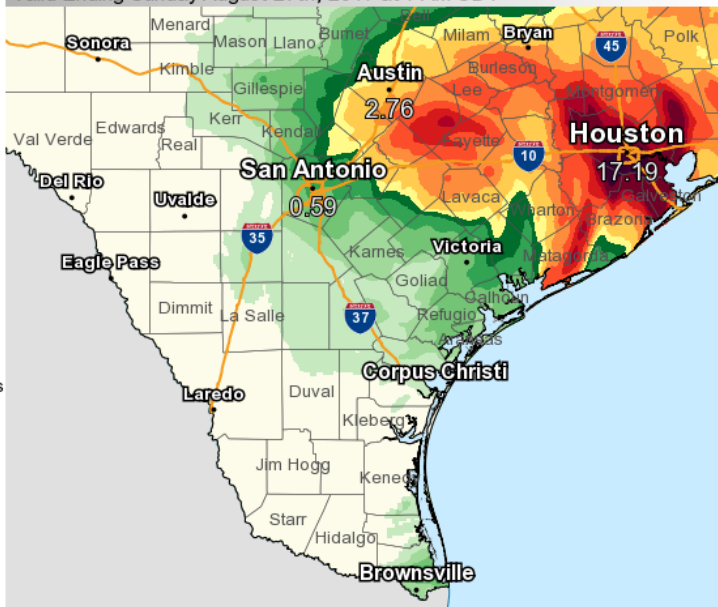 Menard
Mason
Llano
Burnet
Milam
Bryan
Polk
45
Sonora
Kimble
Burleson
Austin
2.76
Lee
Montgomery
Gillespie
Kerr
Kendall
Edwards
Val Verde
Real
Fayette
10
Houston
17.19
San Antonio
0.59
Del Rio
Uvalde
Lavaca
Wharton
Galveston
Brazoria
35
Karnes
Victoria
Matagorda
Eagle Pass
Goliad
Calhoun
Dimmit
La Salle
37
Refugio
Aransas
s
Corpus Christi
Laredo
Duval
Kleberg
Jim Hogg
Kenedy
Starr
Hidalgo
Brownsville